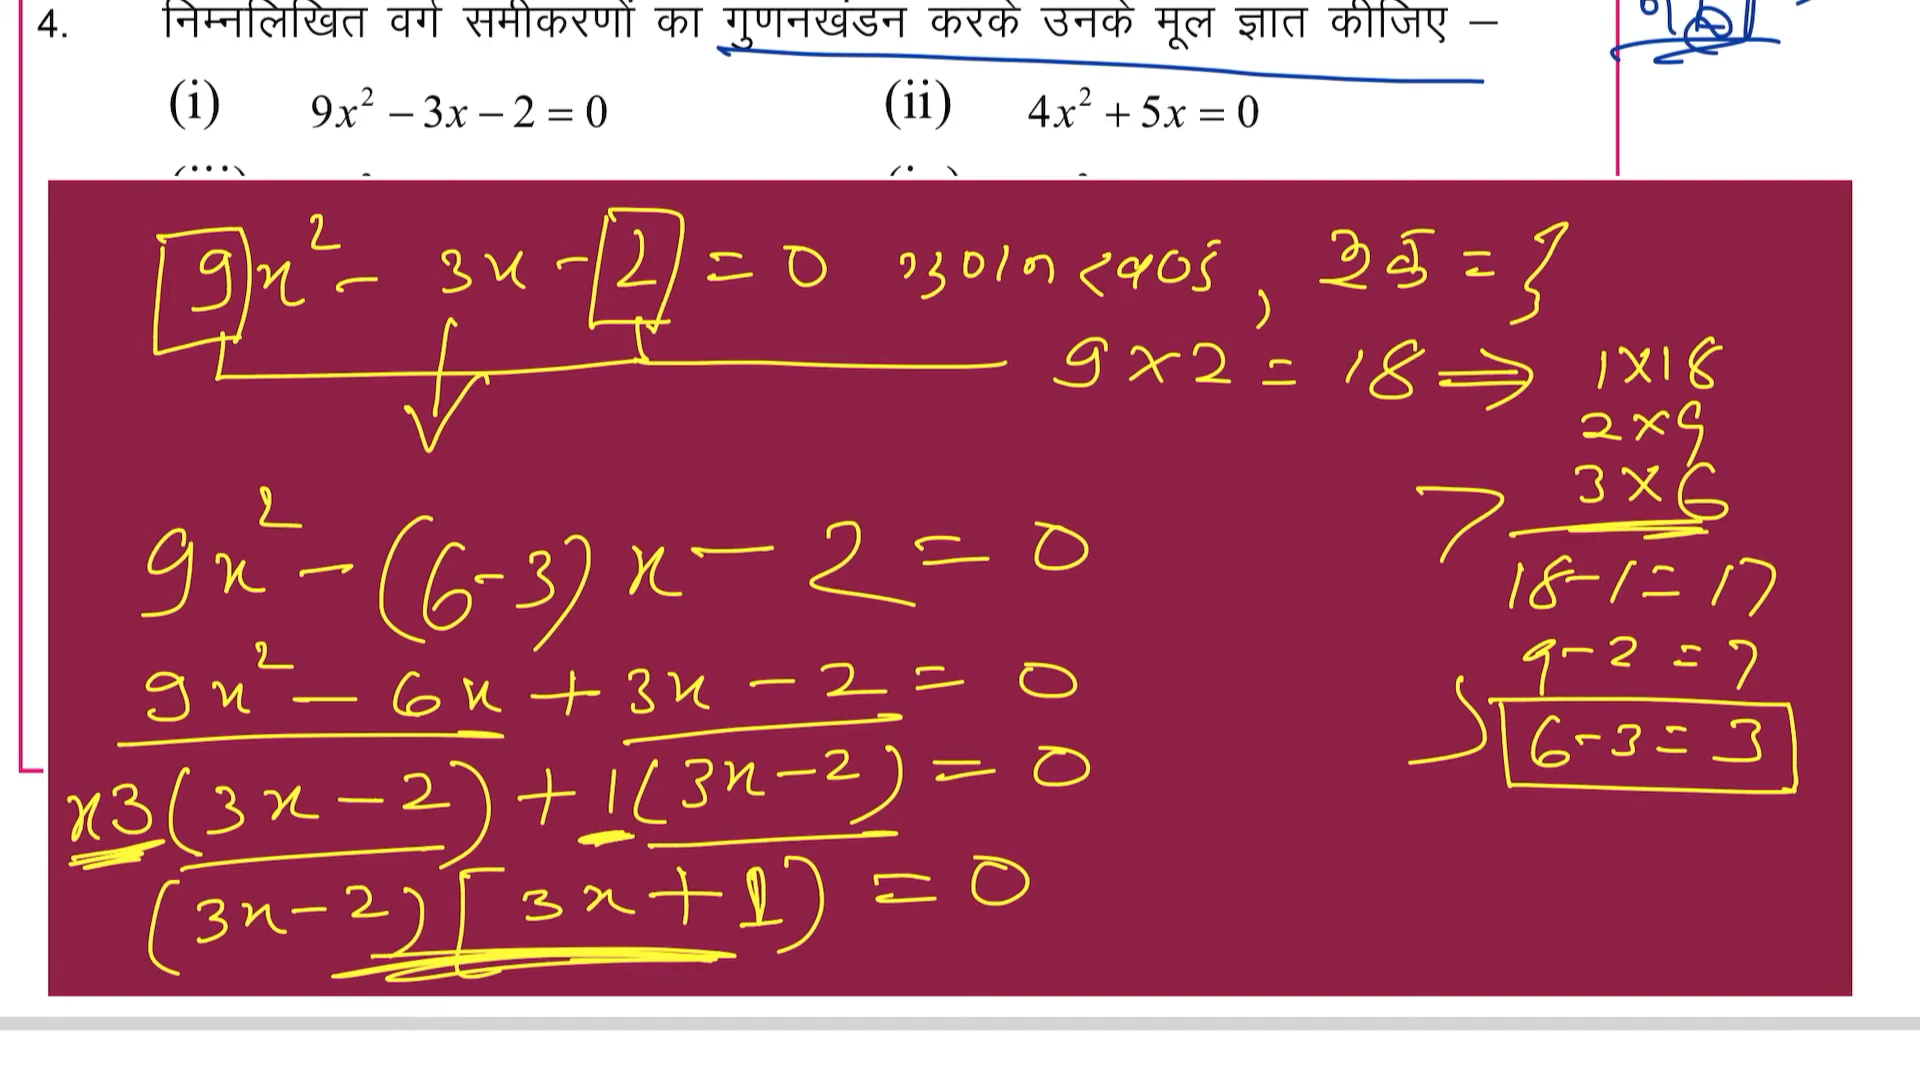 4. निम्नलिखित वर्ग समीकरणों का गुणनखंडन करके उनके मूल ज्ञात कीजिए –
(i) 9x² – 3x – 2 = 0 (ii) 4x² + 5x = 0
9x² – 3x – 2 = 0
9 × 2 = 18 ⇒ 1×18
2×9
3×6
18-1=17
9-2=7
6-3=3
9x² – (6-3)x – 2 = 0
9x² – 6x + 3x – 2 = 0
x3(3x – 2) + 1(3x – 2) = 0
(3x – 2)[3x + 1) = 0